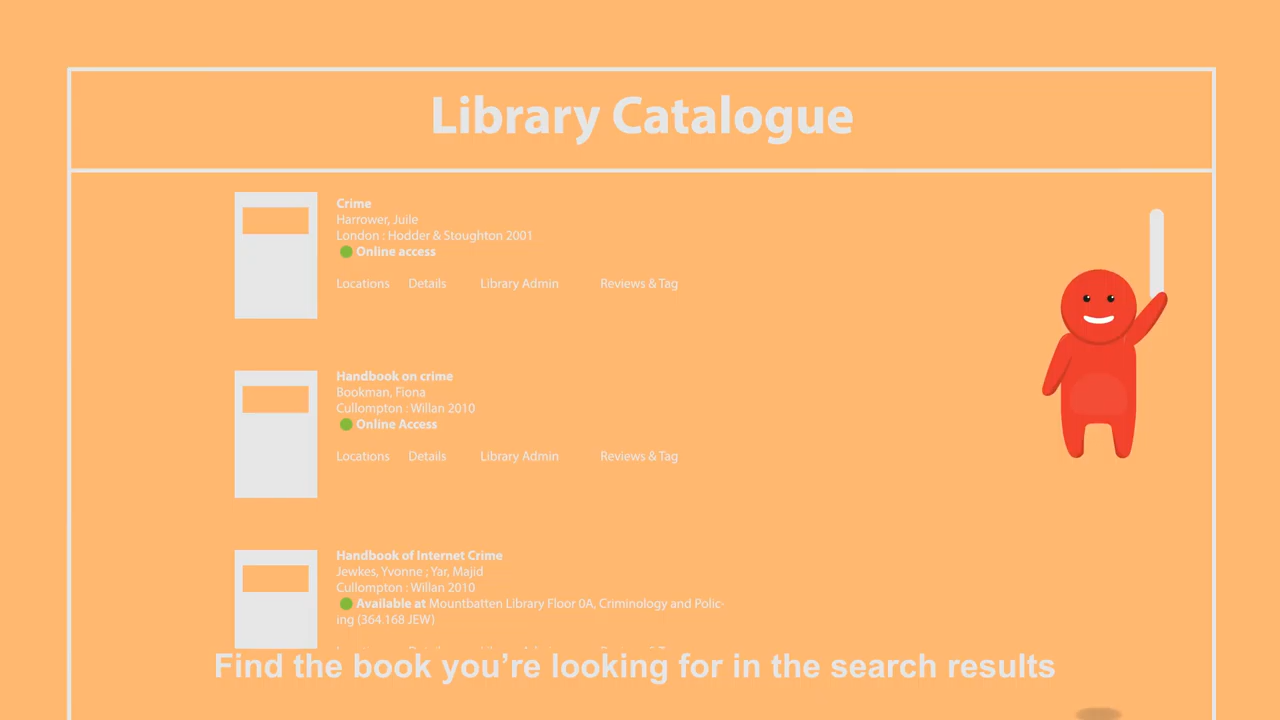 Library Catalogue
Crime
Harrower, Juile
London : Hodder & Stoughton 2001
Online access
Locations Details Library Admin Reviews & Tag
Handbook on crime
Bookman, Fiona
Cullompton : Willan 2010
Online Access
Locations Details Library Admin Reviews & Tag
Handbook of Internet Crime
Jewkes, Yvonne ; Yar, Majid
Cullompton : Willan 2010
Available at Mountbatten Library Floor 0A, Criminology and Polic-
ing (364.168 JEW)
Find the book you’re looking for in the search results